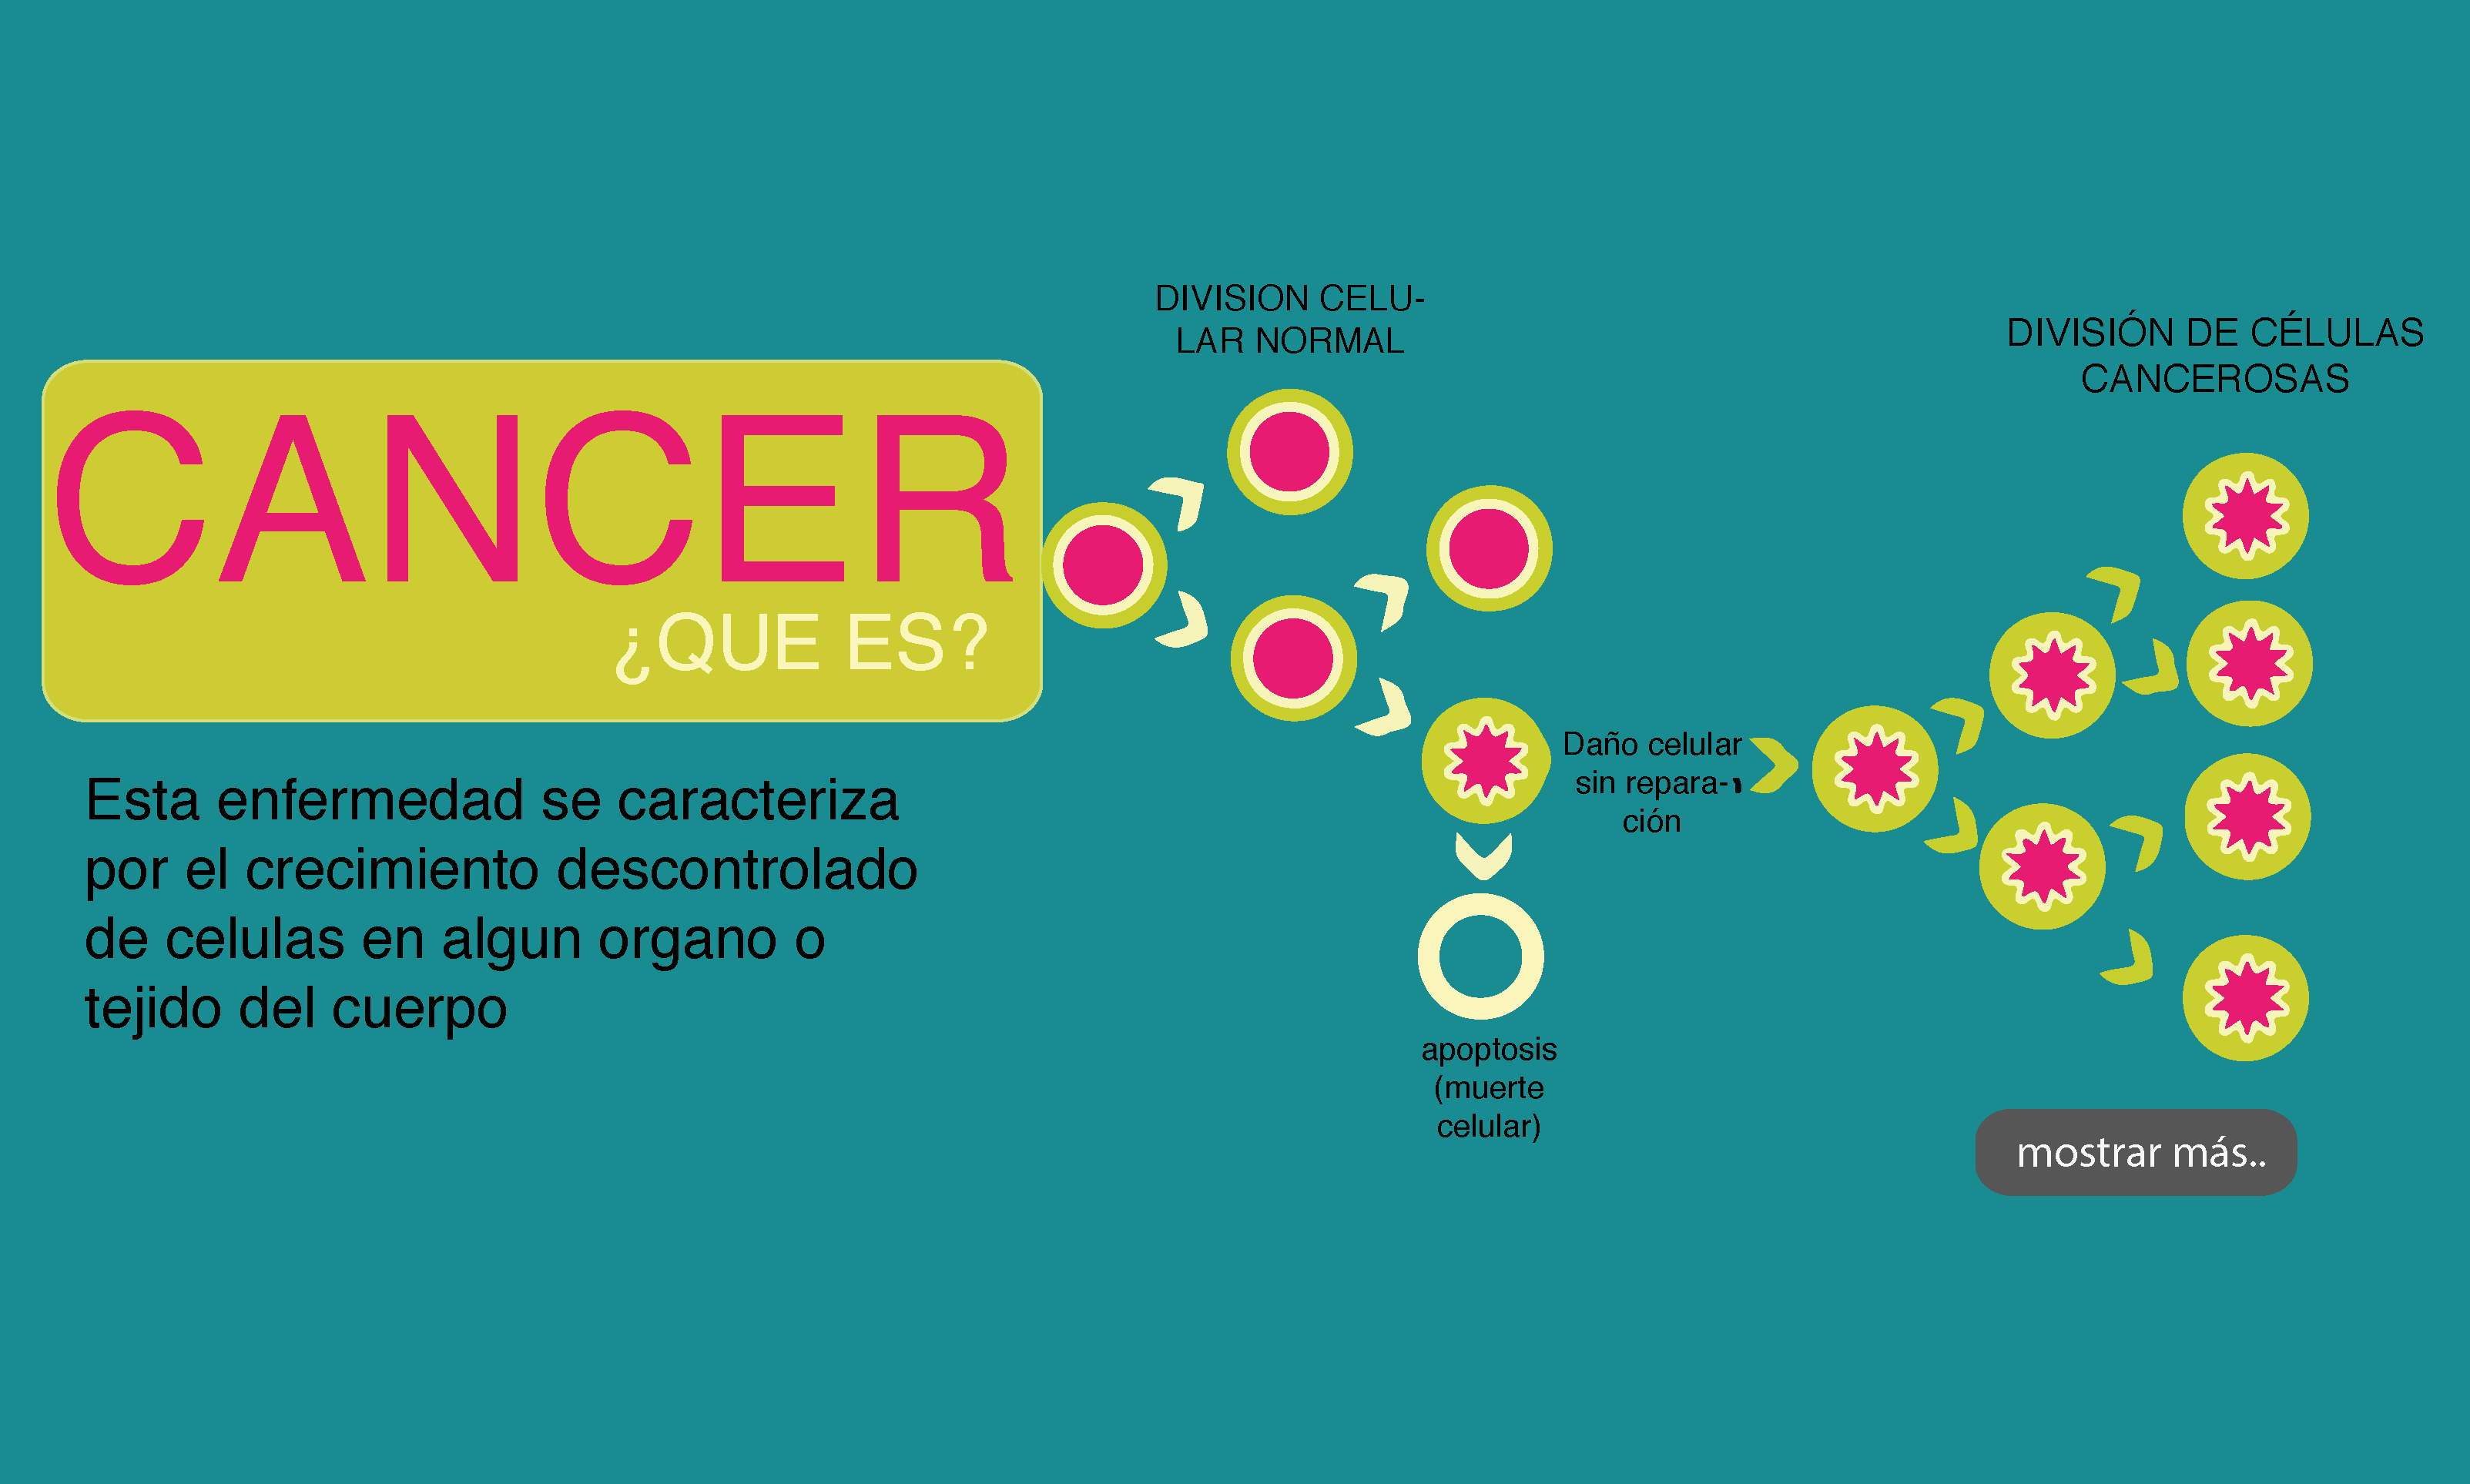 CANCER
¿QUE ES?
Esta enfermedad se caracteriza
por el crecimiento descontrolado
de celulas en algun organo o
tejido del cuerpo
DIVISION CELU-
LAR NORMAL
Daño celular
sin repara-
ción
apoptosis
(muerte
celular)
DIVISIÓN DE CÉLULAS
CANCEROSAS
mostrar más..